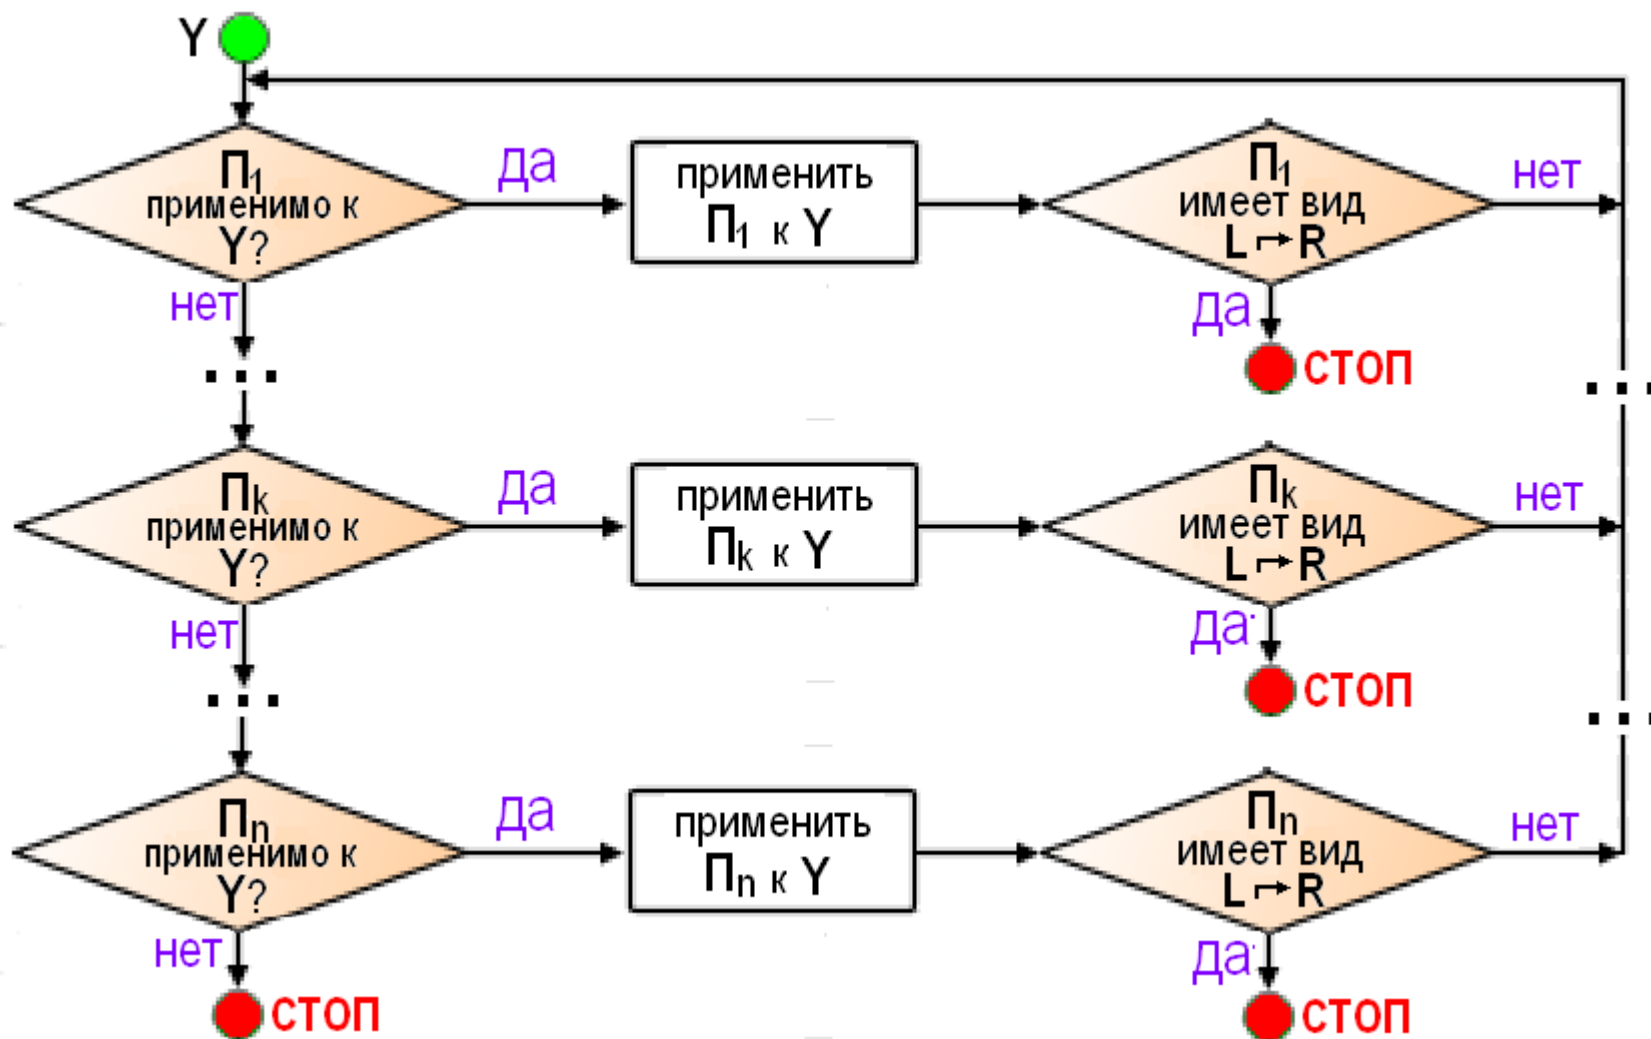 Y
П1
применимо к
Y?
да
применить
П1 к Y
П1
имеет вид
L ↦ R
нет
нет
да
СТОП
...
...
Пk
применимо к
Y?
да
применить
Пk к Y
Пk
имеет вид
L ↦ R
нет
нет
да
СТОП
...
...
Пn
применимо к
Y?
да
применить
Пn к Y
Пn
имеет вид
L ↦ R
нет
нет
да
СТОП
СТОП